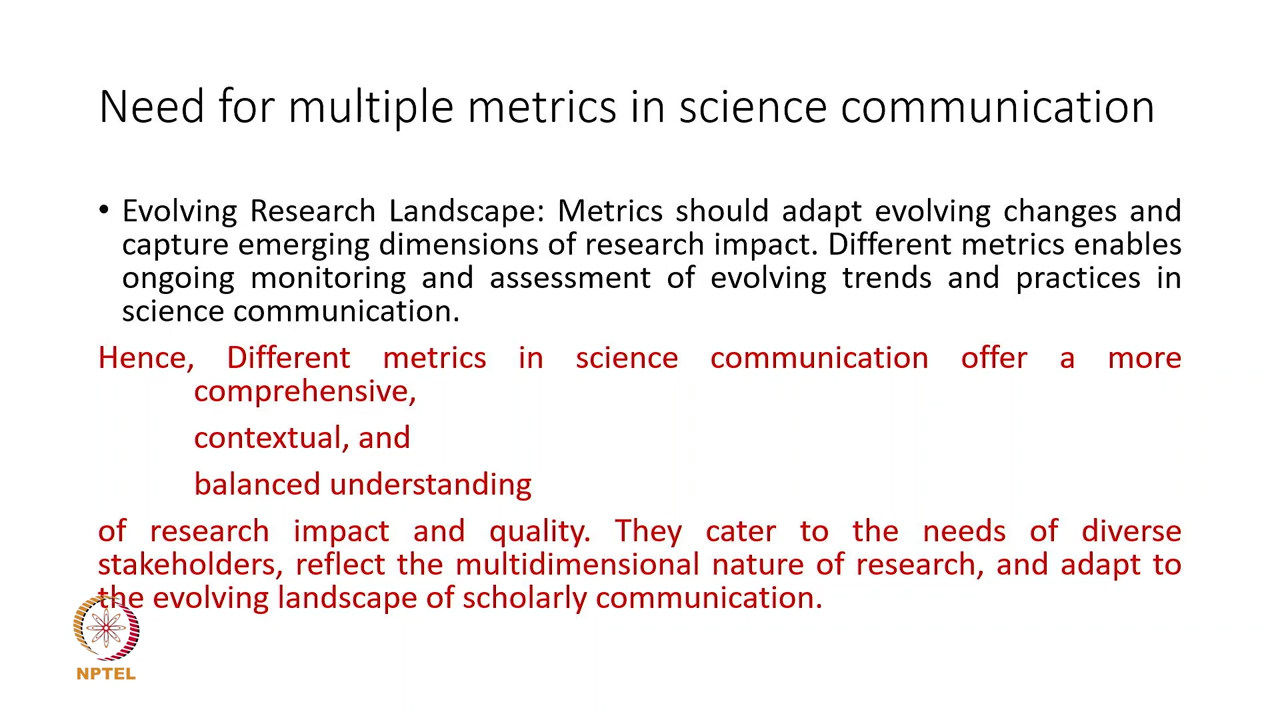 Need for multiple metrics in science communication
• Evolving Research Landscape: Metrics should adapt evolving changes and
capture emerging dimensions of research impact. Different metrics enables
ongoing monitoring and assessment of evolving trends and practices in
science communication.
Hence, Different metrics in science communication offer a more
comprehensive,
contextual, and
balanced understanding
of research impact and quality. They cater to the needs of diverse
stakeholders, reflect the multidimensional nature of research, and adapt to
the evolving landscape of scholarly communication.
NPTEL